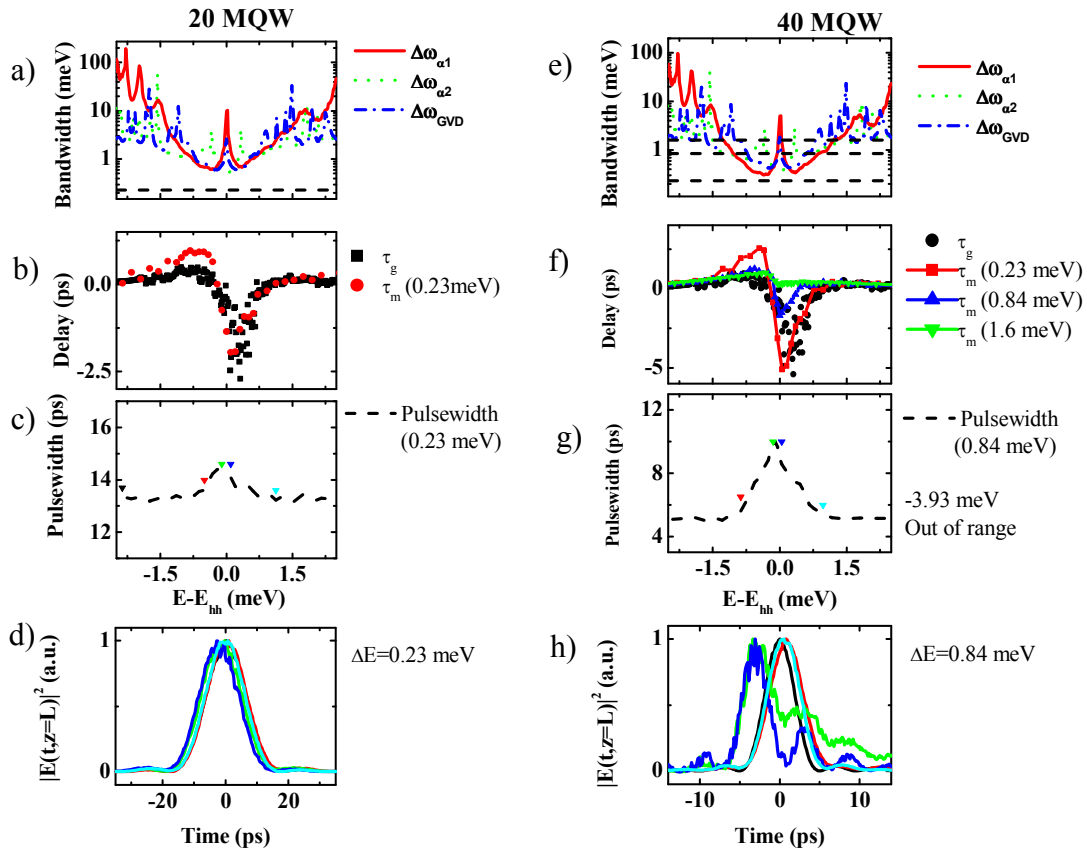 20 MQW
a)
Bandwidth (meV)
100
10
1
Δω_α1
Δω_α2
Δω_GVD
b)
Delay (ps)
0.0
-2.5
τ_g
τ_m (0.23meV)
c)
Pulsewidth (ps)
16
14
12
Pulsewidth
(0.23 meV)
-1.5 0.0 1.5
E-E_hh (meV)
d)
|E(t,z=L)|² (a.u.)
1
0
ΔE=0.23 meV
-20 0 20
Time (ps)
40 MQW
e)
Bandwidth (meV)
100
10
1
Δω_α1
Δω_α2
Δω_GVD
f)
Delay (ps)
0
-5
τ_g
τ_m (0.23 meV)
τ_m (0.84 meV)
τ_m (1.6 meV)
g)
Pulsewidth (ps)
12
8
4
Pulsewidth
(0.84 meV)
-3.93 meV
Out of range
-1.5 0.0 1.5
E-E_hh (meV)
h)
|E(t,z=L)|² (a.u.)
1
0
ΔE=0.84 meV
-10 0 10
Time (ps)